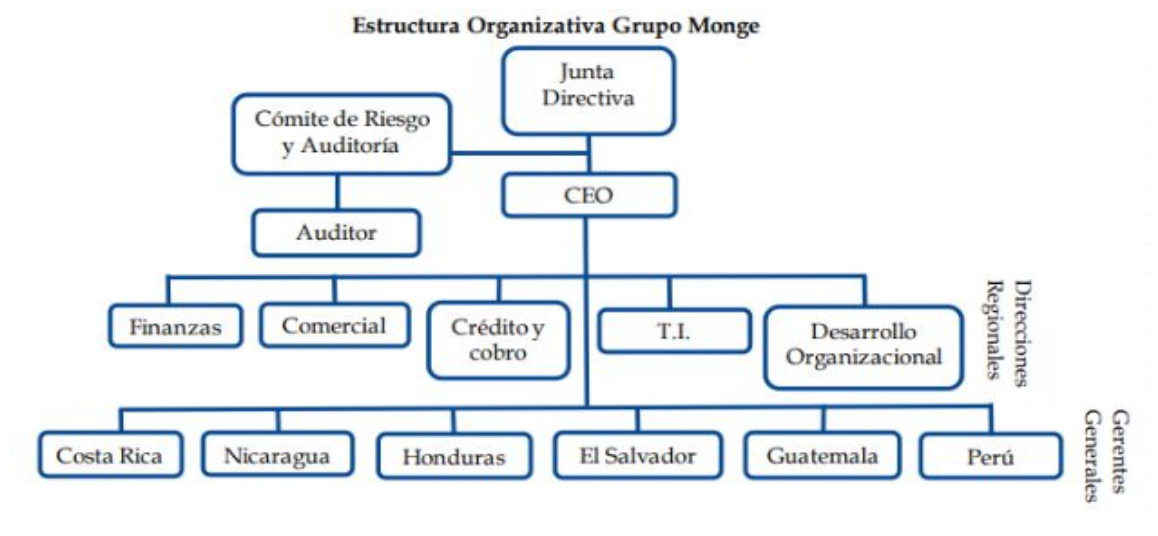 Estructura Organizativa Grupo Monge
Junta
Directiva
Cómite de Riesgo
y Auditoría
CEO
Auditor
Finanzas
Comercial
Crédito y
cobro
T.I.
Desarrollo
Organizacional
Direcciones
Regionales
Costa Rica
Nicaragua
Honduras
El Salvador
Guatemala
Perú
Gerentes
Generales